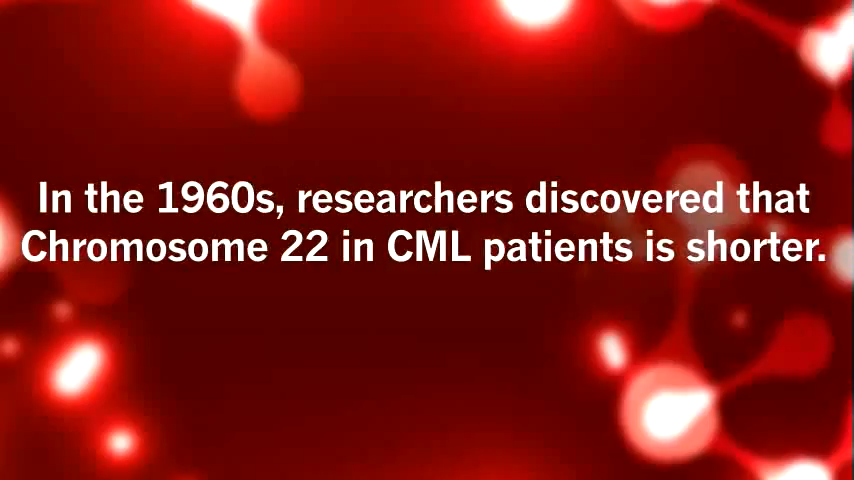 In the 1960s, researchers discovered that
Chromosome 22 in CML patients is shorter.